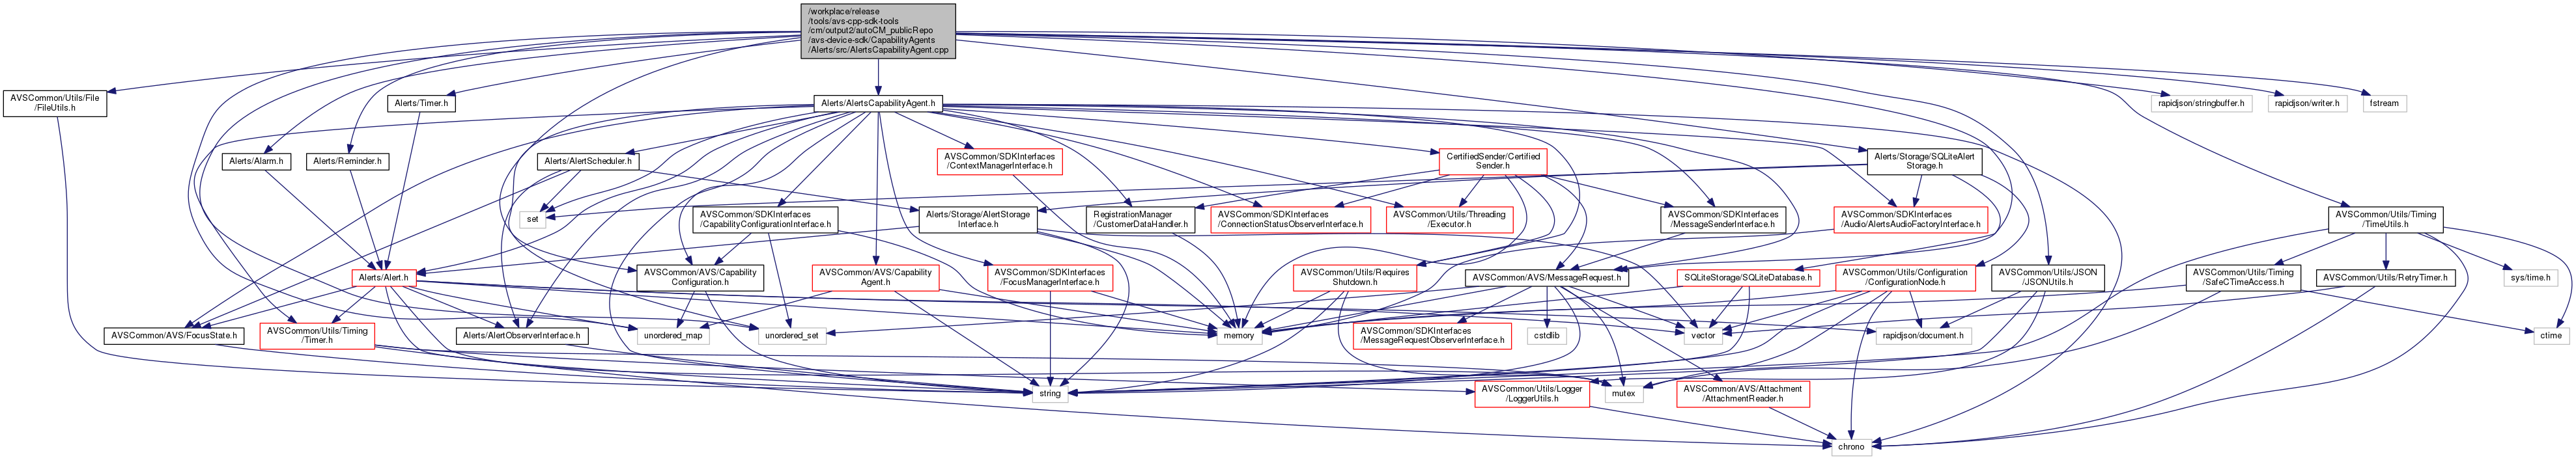 /workplace/release
/tools/avs-cpp-sdk-tools
/cm/output2/autoCM_publicRepo
/avs-device-sdk/CapabilityAgents
/Alerts/src/AlertsCapabilityAgent.cpp
AVSCommon/Utils/File
/FileUtils.h
Alerts/Timer.h
Alerts/AlertsCapabilityAgent.h
rapidjson/stringbuffer.h
rapidjson/writer.h
fstream
Alerts/Alarm.h
Alerts/Reminder.h
Alerts/AlertScheduler.h
AVSCommon/SDKInterfaces
/ContextManagerInterface.h
CertifiedSender/Certified
Sender.h
Alerts/Storage/SQLiteAlert
Storage.h
set
AVSCommon/SDKInterfaces
/CapabilityConfigurationInterface.h
Alerts/Storage/AlertStorage
Interface.h
RegistrationManager
/CustomerDataHandler.h
AVSCommon/SDKInterfaces
/ConnectionStatusObserverInterface.h
AVSCommon/Utils/Threading
/Executor.h
AVSCommon/SDKInterfaces
/MessageSenderInterface.h
AVSCommon/SDKInterfaces
/Audio/AlertsAudioFactoryInterface.h
AVSCommon/Utils/Timing
/TimeUtils.h
Alerts/Alert.h
AVSCommon/AVS/Capability
Configuration.h
AVSCommon/AVS/Capability
Agent.h
AVSCommon/SDKInterfaces
/FocusManagerInterface.h
AVSCommon/Utils/Requires
Shutdown.h
AVSCommon/AVS/MessageRequest.h
SQLiteStorage/SQLiteDatabase.h
AVSCommon/Utils/Configuration
/ConfigurationNode.h
AVSCommon/Utils/JSON
/JSONUtils.h
AVSCommon/Utils/Timing
/SafeCTimeAccess.h
AVSCommon/Utils/RetryTimer.h
sys/time.h
AVSCommon/AVS/FocusState.h
AVSCommon/Utils/Timing
/Timer.h
Alerts/AlertObserverInterface.h
unordered_map
unordered_set
memory
AVSCommon/SDKInterfaces
/MessageRequestObserverInterface.h
cstdlib
vector
rapidjson/document.h
ctime
string
AVSCommon/Utils/Logger
/LoggerUtils.h
mutex
AVSCommon/AVS/Attachment
/AttachmentReader.h
chrono